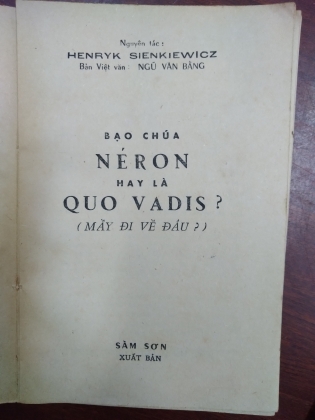 Nguyên tác :
HENRYK SIENKIEWICZ
Bản Việt văn : NGŨ VĂN BẰNG
BẠO CHÚA
NÉRON
HAY LÀ
QUO VADIS ?
( MẦY ĐI VỀ ĐÂU ? )
SẦM SƠN
XUẤT BẢN